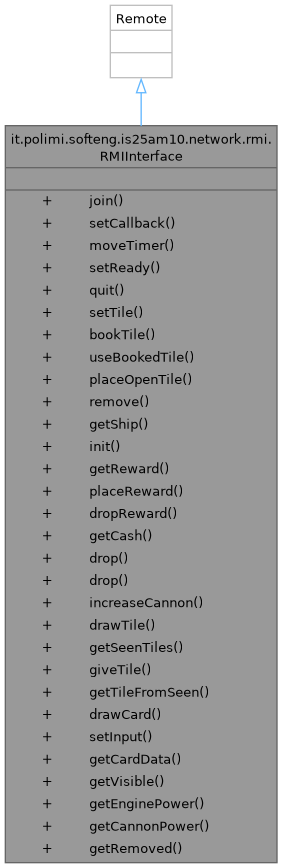 Remote
it.polimi.softeng.is25am10.network.rmi.
RMIInterface
+ join()
+ setCallback()
+ moveTimer()
+ setReady()
+ quit()
+ setTile()
+ bookTile()
+ useBookedTile()
+ placeOpenTile()
+ remove()
+ getShip()
+ init()
+ getReward()
+ placeReward()
+ dropReward()
+ getCash()
+ drop()
+ drop()
+ increaseCannon()
+ drawTile()
+ getSeenTiles()
+ giveTile()
+ getTileFromSeen()
+ drawCard()
+ setInput()
+ getCardData()
+ getVisible()
+ getEnginePower()
+ getCannonPower()
+ getRemoved()